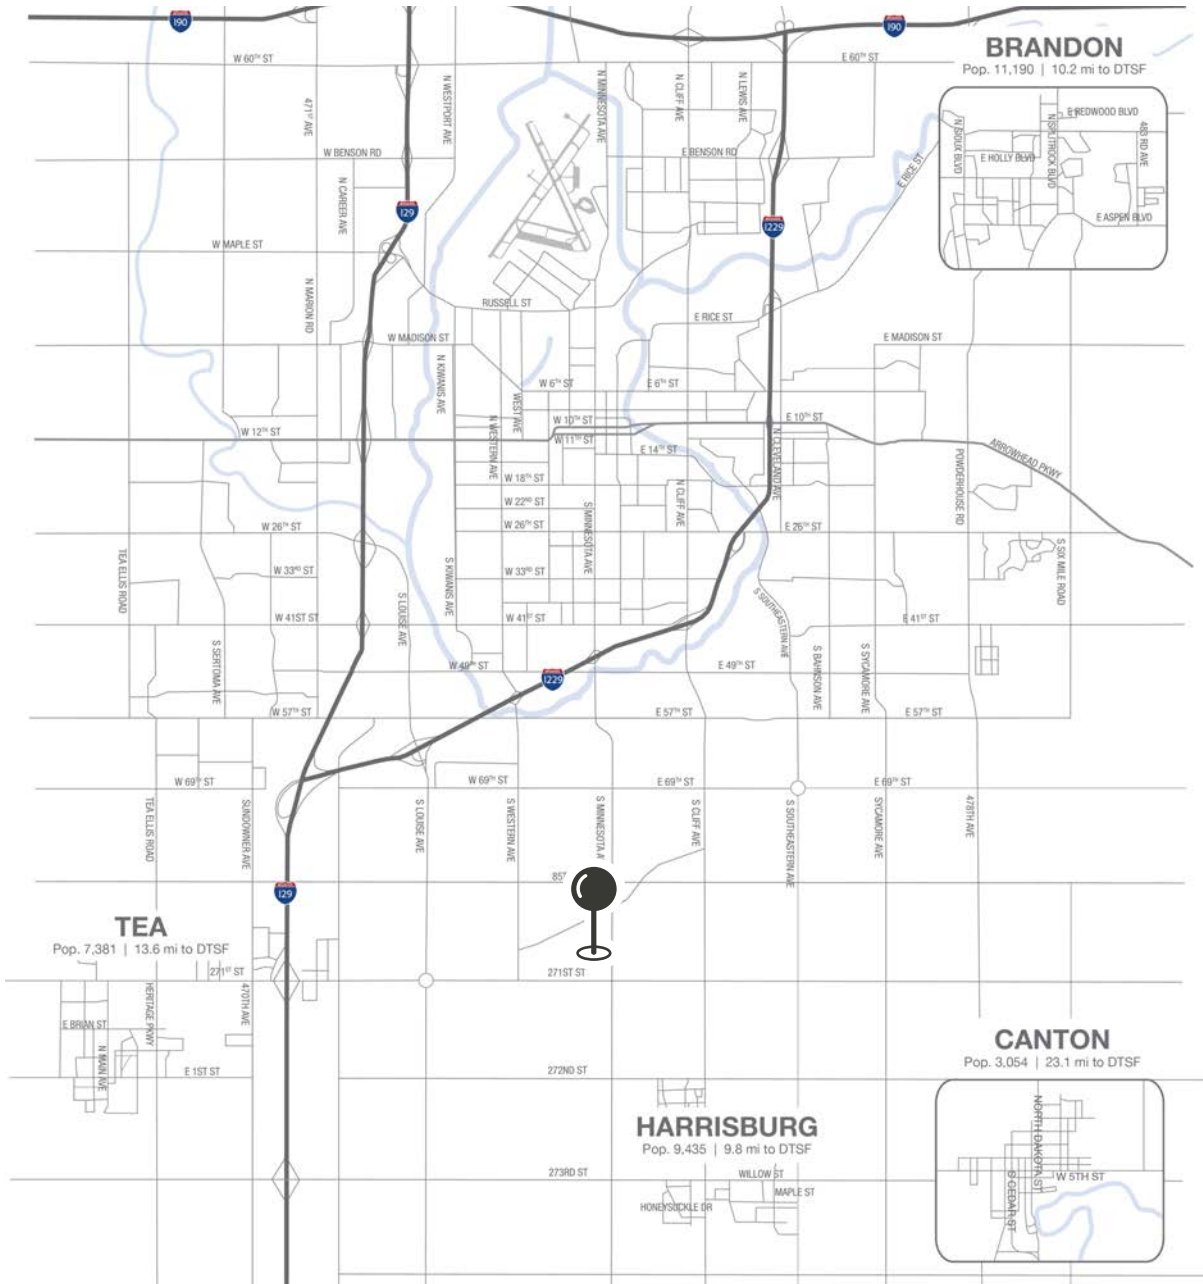 I90
I90
BRANDON
Pop. 11,190 | 10.2 mi to DTSF
W 60TH ST
E 60TH ST
471ST AVE
N WESTPORT AVE
N MINNESOTA AVE
N CLIFF AVE
N LEWIS AVE
N SIOUX BLVD
N SPLITROCK BLVD
E REDWOOD BLVD
483 RD AVE
E HOLLY BLVD
E ASPEN BLVD
W BENSON RD
E BENSON RD
E RICE ST
N CAREER AVE
I29
I229
W MAPLE ST
N MARION RD
RUSSELL ST
E RICE ST
W MADISON ST
E MADISON ST
N KIWANIS AVE
W 6TH ST
E 6TH ST
WEST AVE
N WESTERN AVE
W 10TH ST
E 10TH ST
W 12TH ST
W 11ST ST
E 14TH ST
N CLEVELAND AVE
ARROWHEAD PKWY
POWDERHOUSE RD
W 18TH ST
N CLIFF AVE
W 22ND ST
S MINNESOTA AVE
W 26TH ST
W 26TH ST
E 26TH ST
TEA ELLIS ROAD
S SIX MILE ROAD
W 33RD ST
S KIWANIS AVE
W 33RD ST
S LOUISE AVE
S SOUTHEASTERN AVE
W 41ST ST
W 41ST ST
E 41ST ST
S SERTOMA AVE
S BAHNSON AVE
S SYCAMORE AVE
W 49TH ST
E 49TH ST
I229
W 57TH ST
E 57TH ST
E 57TH ST
W 69TH ST
W 69TH ST
E 69TH ST
E 69TH ST
TEA ELLIS ROAD
SUNDOWNER AVE
S LOUISE AVE
S WESTERN AVE
S MINNESOTA A
S CLIFF AVE
S SOUTHEASTERN AVE
SYCAMORE AVE
478TH AVE
85
I29
TEA
Pop. 7,381 | 13.6 mi to DTSF
271ST ST
271ST ST
HERITAGE PKWY
470TH AVE
E BRIAN ST
N MAIN AVE
E 1ST ST
272ND ST
CANTON
Pop. 3,054 | 23.1 mi to DTSF
HARRISBURG
Pop. 9,435 | 9.8 mi to DTSF
273RD ST
WILLOW ST
MAPLE ST
HONEYSUCKLE DR
NORTH DAKOTA ST
W 5TH ST
S CEDAR ST